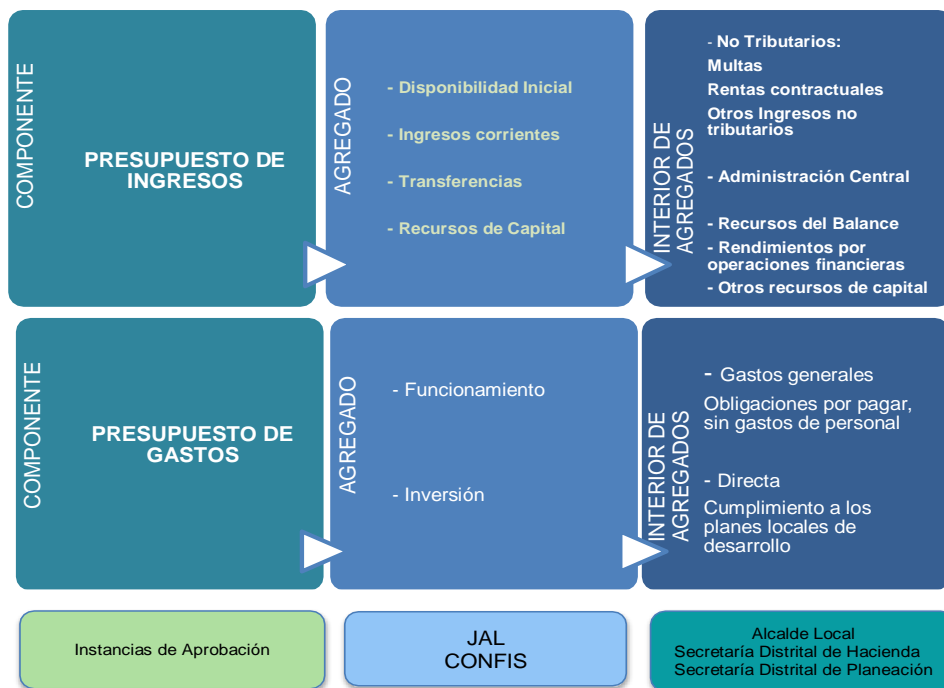 COMPONENTE
PRESUPUESTO DE
INGRESOS
AGREGADO
- Disponibilidad Inicial
- Ingresos corrientes
- Transferencias
- Recursos de Capital
INTERIOR DE
AGREGADOS
- No Tributarios:
Multas
Rentas contractuales
Otros Ingresos no
tributarios
- Administración Central
- Recursos del Balance
- Rendimientos por
operaciones financieras
- Otros recursos de capital
COMPONENTE
PRESUPUESTO DE
GASTOS
AGREGADO
- Funcionamiento
- Inversión
INTERIOR DE
AGREGADOS
- Gastos generales
Obligaciones por pagar,
sin gastos de personal
- Directa
Cumplimiento a los
planes locales de
desarrollo
Instancias de Aprobación
JAL
CONFIS
Alcalde Local
Secretaría Distrital de Hacienda
Secretaría Distrital de Planeación